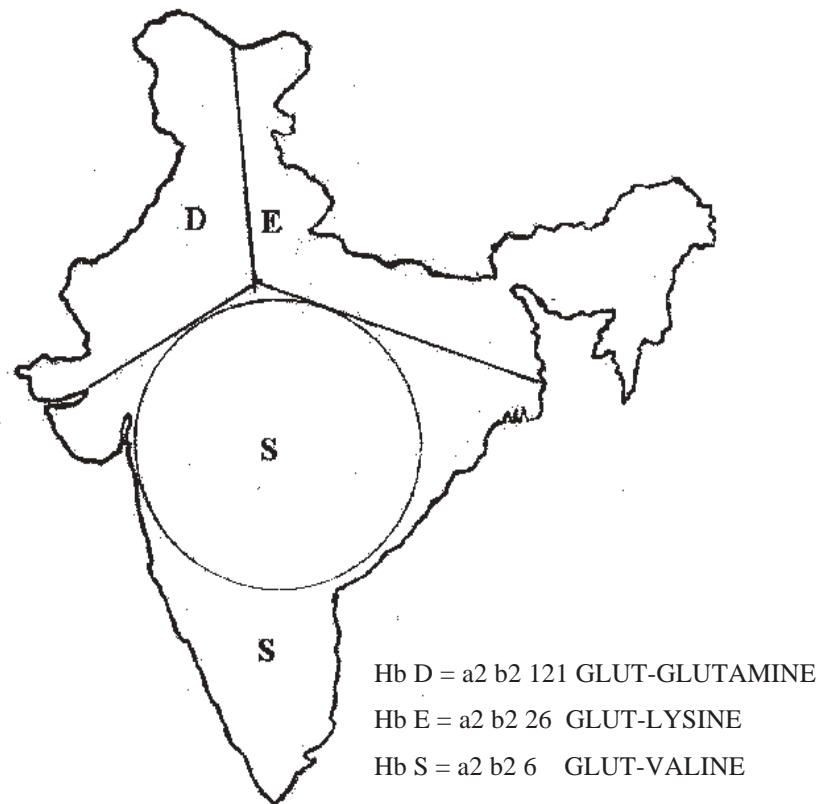 D E
S
S
Hb D = a2 b2 121 GLUT-GLUTAMINE
Hb E = a2 b2 26 GLUT-LYSINE
Hb S = a2 b2 6 GLUT-VALINE